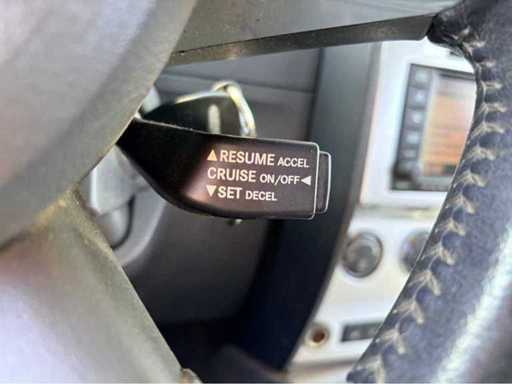 ▲RESUME ACCEL
CRUISE ON/OFF◄
▼SET DECEL